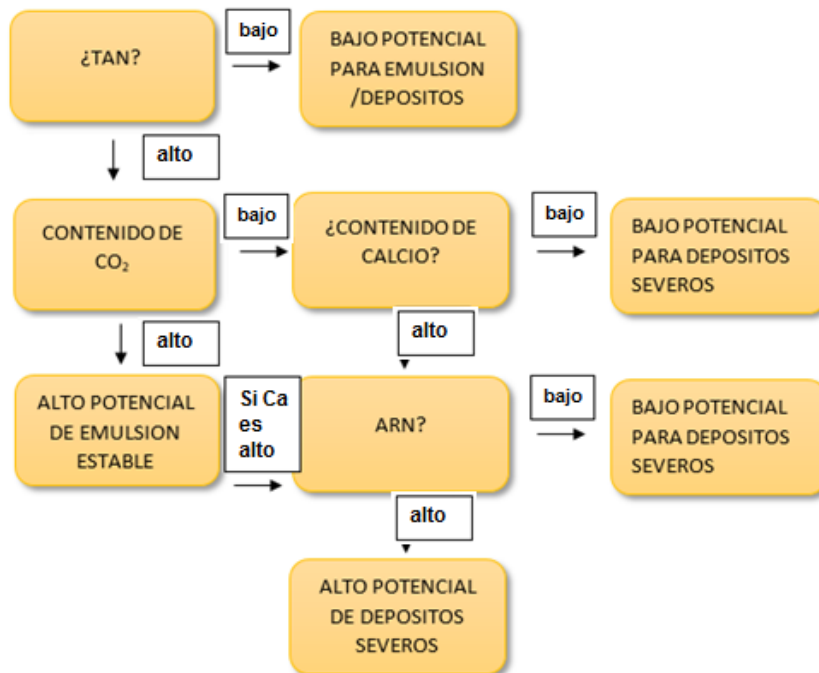 ¿TAN?
bajo
BAJO POTENCIAL
PARA EMULSION
/DEPOSITOS
alto
CONTENIDO DE
CO₂
bajo
¿CONTENIDO DE
CALCIO?
bajo
BAJO POTENCIAL
PARA DEPOSITOS
SEVEROS
alto
alto
ALTO POTENCIAL
DE EMULSION
ESTABLE
Si Ca
es
alto
ARN?
bajo
BAJO POTENCIAL
PARA DEPOSITOS
SEVEROS
alto
ALTO POTENCIAL
DE DEPOSITOS
SEVEROS